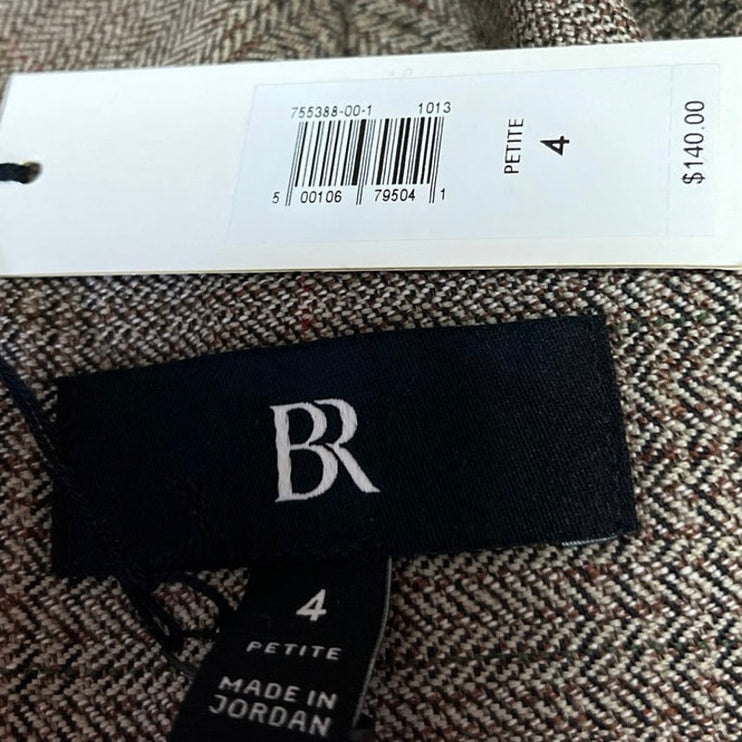 755388-00-1 1013
5 00106 79504 1
PETITE
4
$140.00
BR
4
PETITE
MADE IN
JORDAN